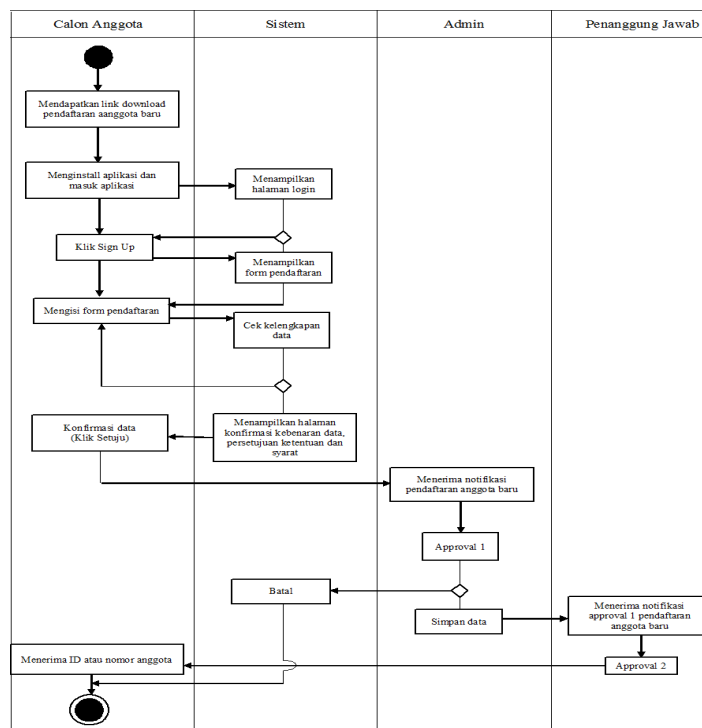 Calon Anggota
Sistem
Admin
Penanggung Jawab
Mendapatkan link download
pendaftaran aanggota baru
Menginstall aplikasi dan
masuk aplikasi
Menampilkan
halaman login
Klik Sign Up
Menampilkan
form pendaftaran
Mengisi form pendaftaran
Cek kelengkapan
data
Menampilkan halaman
konfirmasi kebenaran data,
persetujuan ketentuan dan
syarat
Konfirmasi data
(Klik Setuju)
Menerima notifikasi
pendaftaran anggota baru
Approval 1
Batal
Simpan data
Menerima notifikasi
approval 1 pendaftaran
anggota baru
Approval 2
Menerima ID atau nomor anggota